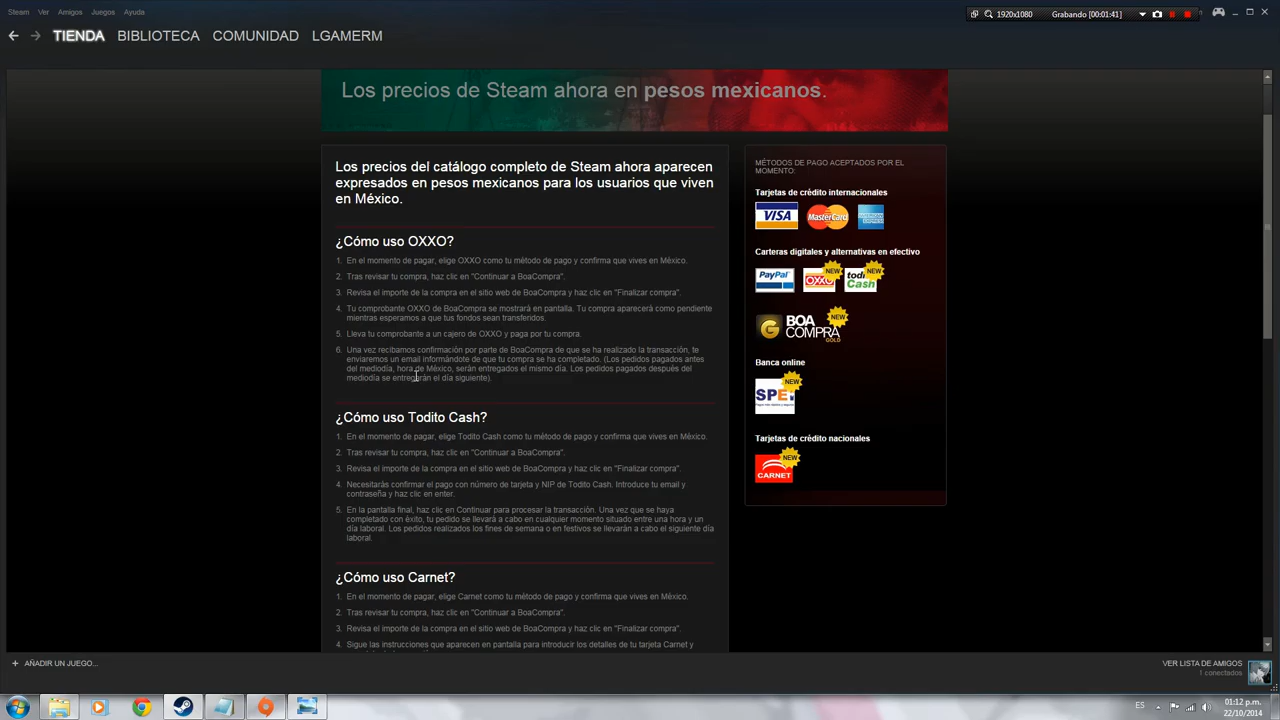 Steam Ver Amigos Juegos Ayuda
1920x1080 Grabando [00:01:41]
TIENDA BIBLIOTECA COMUNIDAD LGAMERM
Los precios de Steam ahora en pesos mexicanos.
Los precios del catálogo completo de Steam ahora aparecen
expresados en pesos mexicanos para los usuarios que viven
en México.
¿Cómo uso OXXO?
1. En el momento de pagar, elige OXXO como tu método de pago y confirma que vives en México.
2. Tras revisar tu compra, haz clic en "Continuar a BoaCompra".
3. Revisa el importe de la compra en el sitio web de BoaCompra y haz clic en "Finalizar compra".
4. Tu comprobante OXXO de BoaCompra se mostrará en pantalla. Tu compra aparecerá como pendiente
mientras esperamos a que tus fondos sean transferidos.
5. Lleva tu comprobante a un cajero de OXXO y paga por tu compra.
6. Una vez recibamos confirmación por parte de BoaCompra de que se ha realizado la transacción, te
enviaremos un email informándote de que tu compra se ha completado. (Los pedidos pagados antes
del mediodía, hora de México, serán entregados el mismo día. Los pedidos pagados después del
mediodía se entregarán el día siguiente).
¿Cómo uso Todito Cash?
1. En el momento de pagar, elige Todito Cash como tu método de pago y confirma que vives en México.
2. Tras revisar tu compra, haz clic en "Continuar a BoaCompra".
3. Revisa el importe de la compra en el sitio web de BoaCompra y haz clic en "Finalizar compra".
4. Necesitarás confirmar el pago con número de tarjeta y NIP de Todito Cash. Introduce tu email y
contraseña y haz clic en enter.
5. En la pantalla final, haz clic en Continuar para procesar la transacción. Una vez que se haya
completado con éxito, tu pedido se llevará a cabo en cualquier momento situado entre una hora y un
día laboral. Los pedidos realizados los fines de semana o en festivos se llevarán a cabo el siguiente día
laboral.
¿Cómo uso Carnet?
1. En el momento de pagar, elige Carnet como tu método de pago y confirma que vives en México.
2. Tras revisar tu compra, haz clic en "Continuar a BoaCompra".
3. Revisa el importe de la compra en el sitio web de BoaCompra y haz clic en "Finalizar compra".
4. Sigue las instrucciones que aparecen en pantalla para introducir los detalles de tu tarjeta Carnet y
MÉTODOS DE PAGO ACEPTADOS POR EL
MOMENTO:
Tarjetas de crédito internacionales
VISA MasterCard
Carteras digitales y alternativas en efectivo
PayPal OXXO NEW todito Cash NEW
BOA COMPRA GOLD NEW
Banca online
SPEI NEW
Tarjetas de crédito nacionales
CARNET NEW
+ AÑADIR UN JUEGO...
VER LISTA DE AMIGOS
1 conectados
ES 01:12 p.m.
22/10/2014